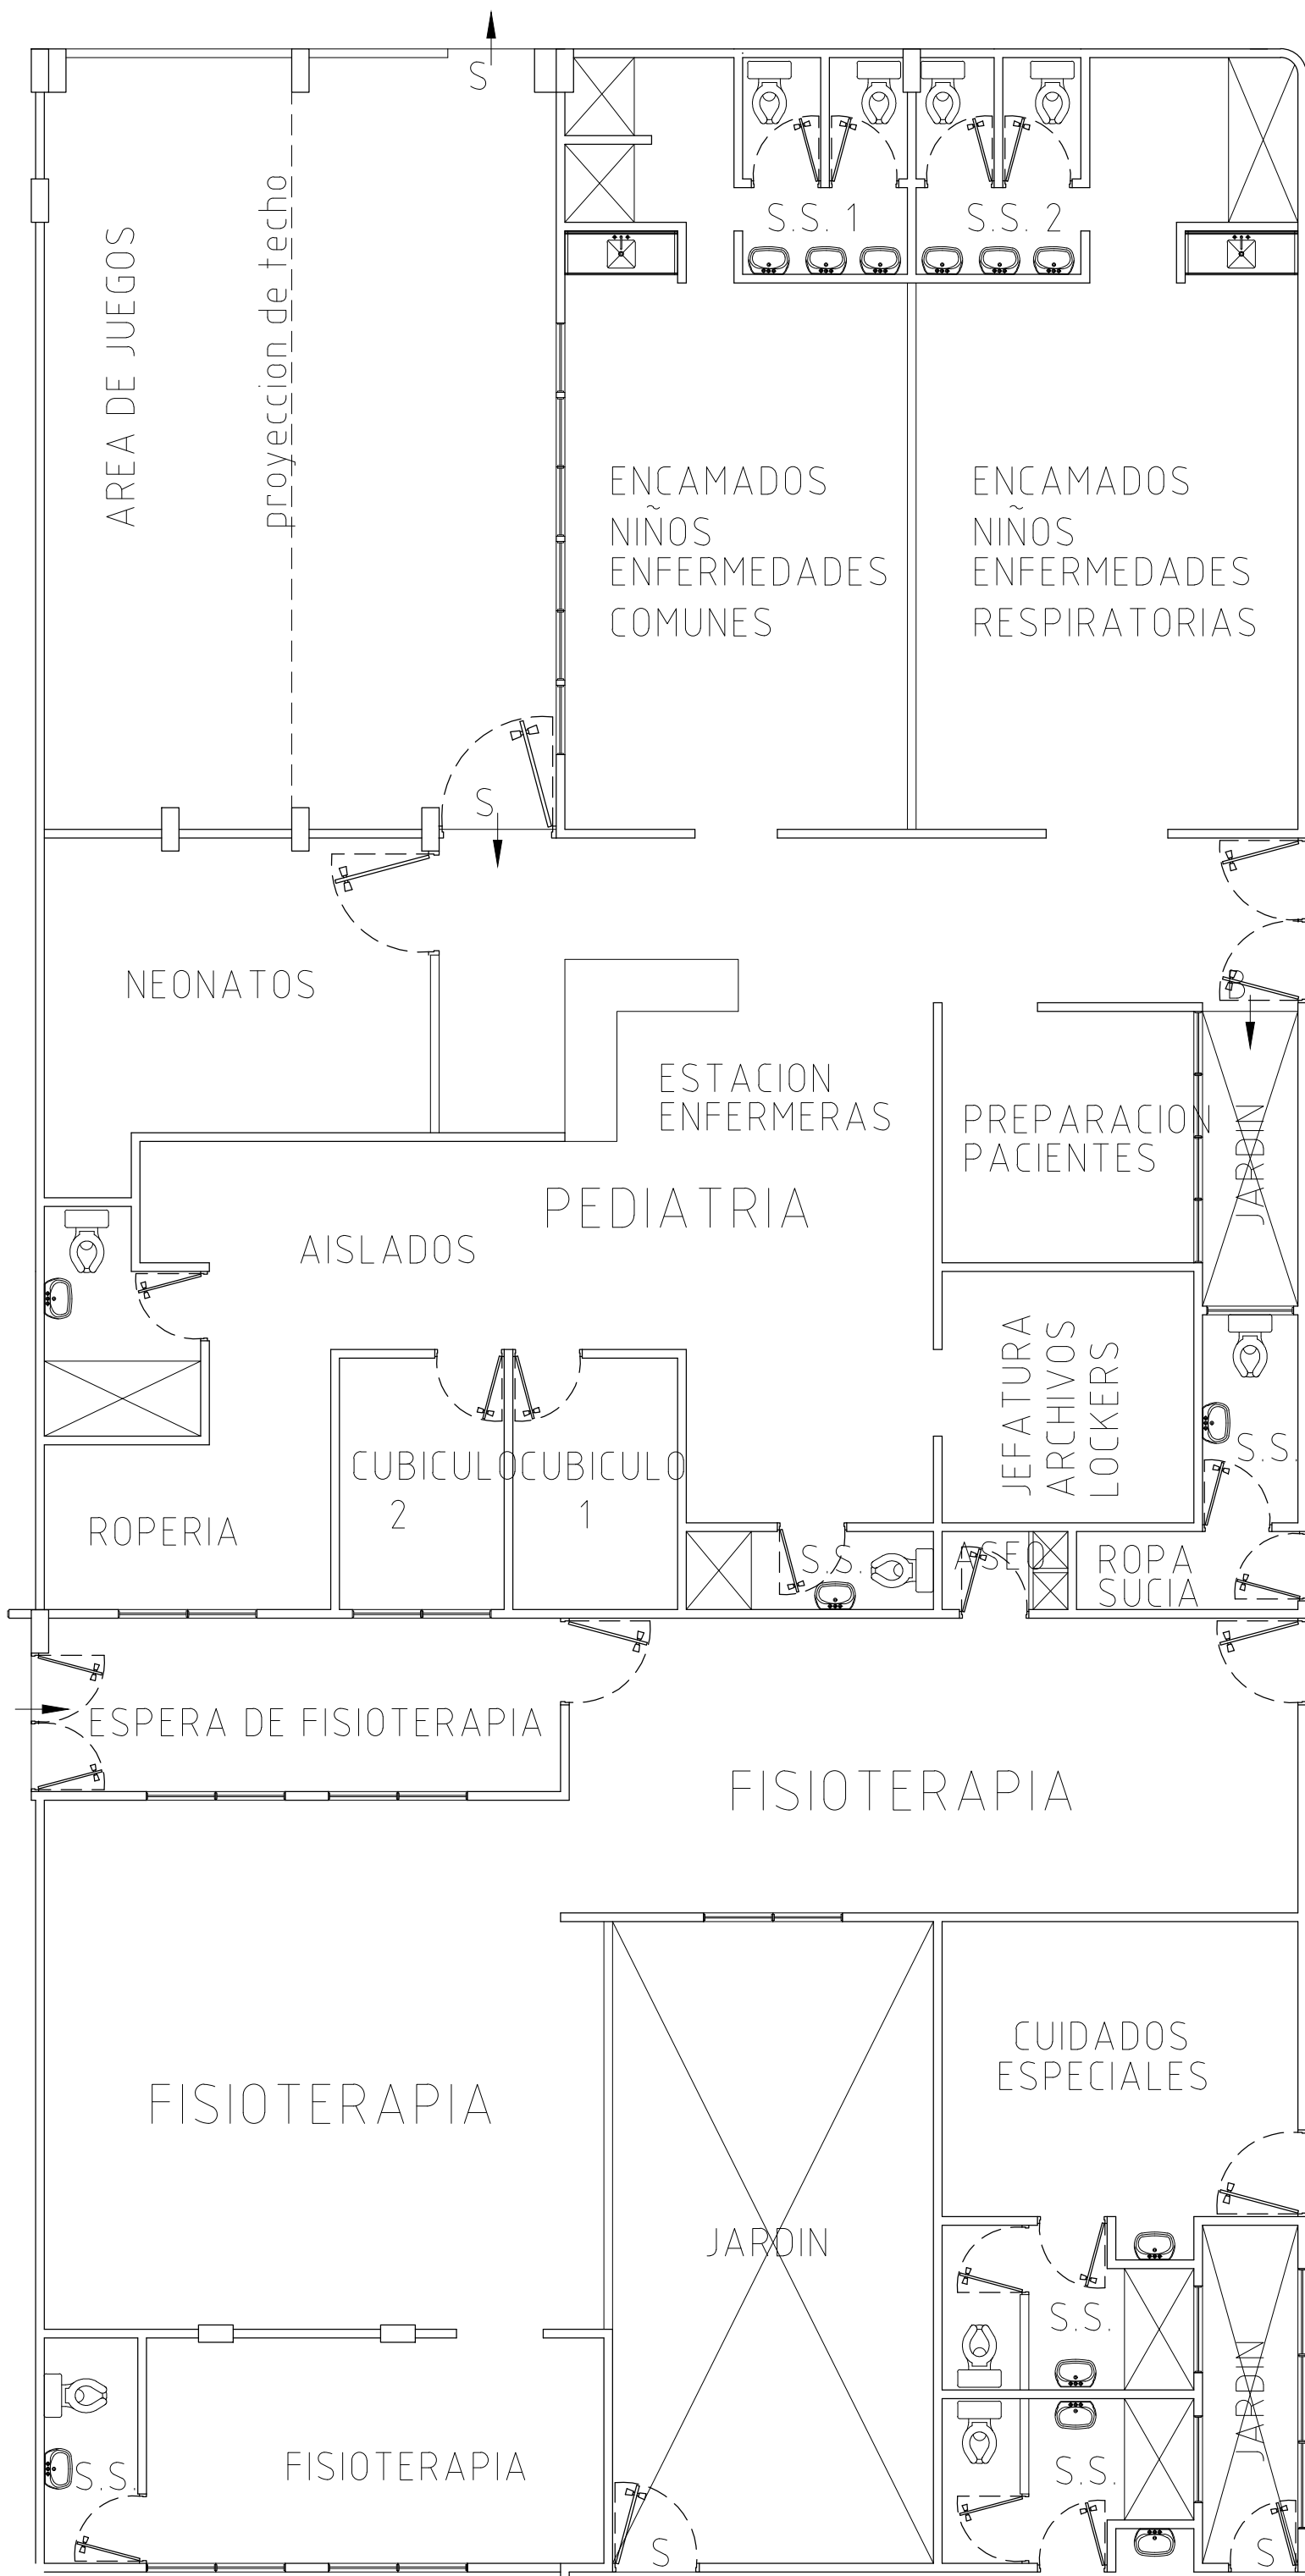 S
AREA DE JUEGOS
proyeccion de techo
S.S. 1
S.S. 2
ENCAMADOS
NIÑOS
ENFERMEDADES
COMUNES
ENCAMADOS
NIÑOS
ENFERMEDADES
RESPIRATORIAS
S
NEONATOS
B
ESTACION
ENFERMERAS
PREPARACION
PACIENTES
JARDIN
PEDIATRIA
AISLADOS
JEFATURA
ARCHIVOS
LOCKERS
S.S.
CUBICULO
2
CUBICULO
1
ROPERIA
S.S.
ASEO
ROPA
SUCIA
ESPERA DE FISIOTERAPIA
FISIOTERAPIA
CUIDADOS
ESPECIALES
FISIOTERAPIA
JARDIN
S.S.
JARDIN
FISIOTERAPIA
S.S.
S.S.
S
S